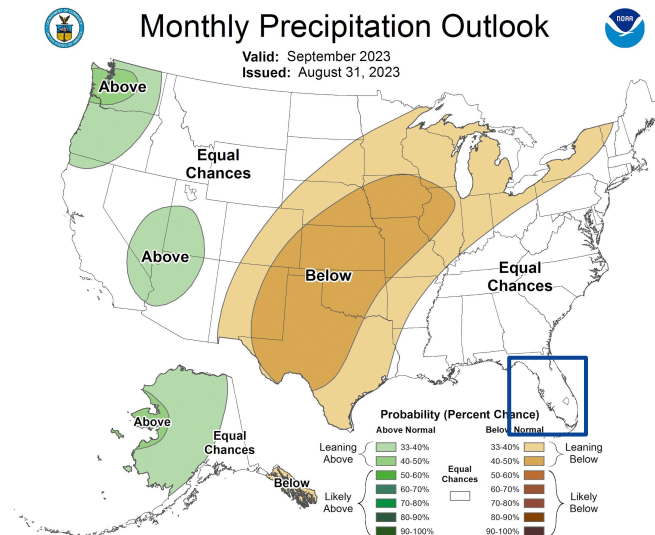 Monthly Precipitation Outlook
NOAA
Valid: September 2023
Issued: August 31, 2023
Above
Equal
Chances
Above
Below
Equal
Chances
Above
Equal
Chances
Below
Probability (Percent Chance)
Above Normal
Below Normal
Leaning
Above
33-40%
40-50%
Likely
Above
50-60%
60-70%
70-80%
80-90%
90-100%
Equal
Chances
33-40%
40-50%
Leaning
Below
50-60%
60-70%
70-80%
80-90%
90-100%
Likely
Below